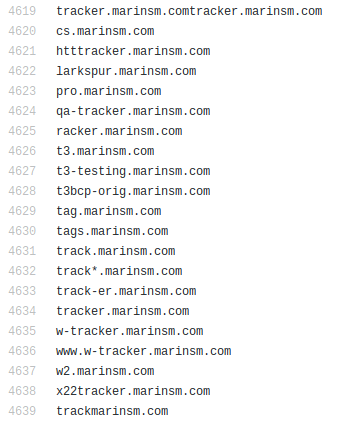 4619 tracker.marinsm.comtracker.marinsm.com
4620 cs.marinsm.com
4621 htttracker.marinsm.com
4622 larkspur.marinsm.com
4623 pro.marinsm.com
4624 qa-tracker.marinsm.com
4625 racker.marinsm.com
4626 t3.marinsm.com
4627 t3-testing.marinsm.com
4628 t3bcp-orig.marinsm.com
4629 tag.marinsm.com
4630 tags.marinsm.com
4631 track.marinsm.com
4632 track*.marinsm.com
4633 track-er.marinsm.com
4634 tracker.marinsm.com
4635 w-tracker.marinsm.com
4636 www.w-tracker.marinsm.com
4637 w2.marinsm.com
4638 x22tracker.marinsm.com
4639 trackmarinsm.com